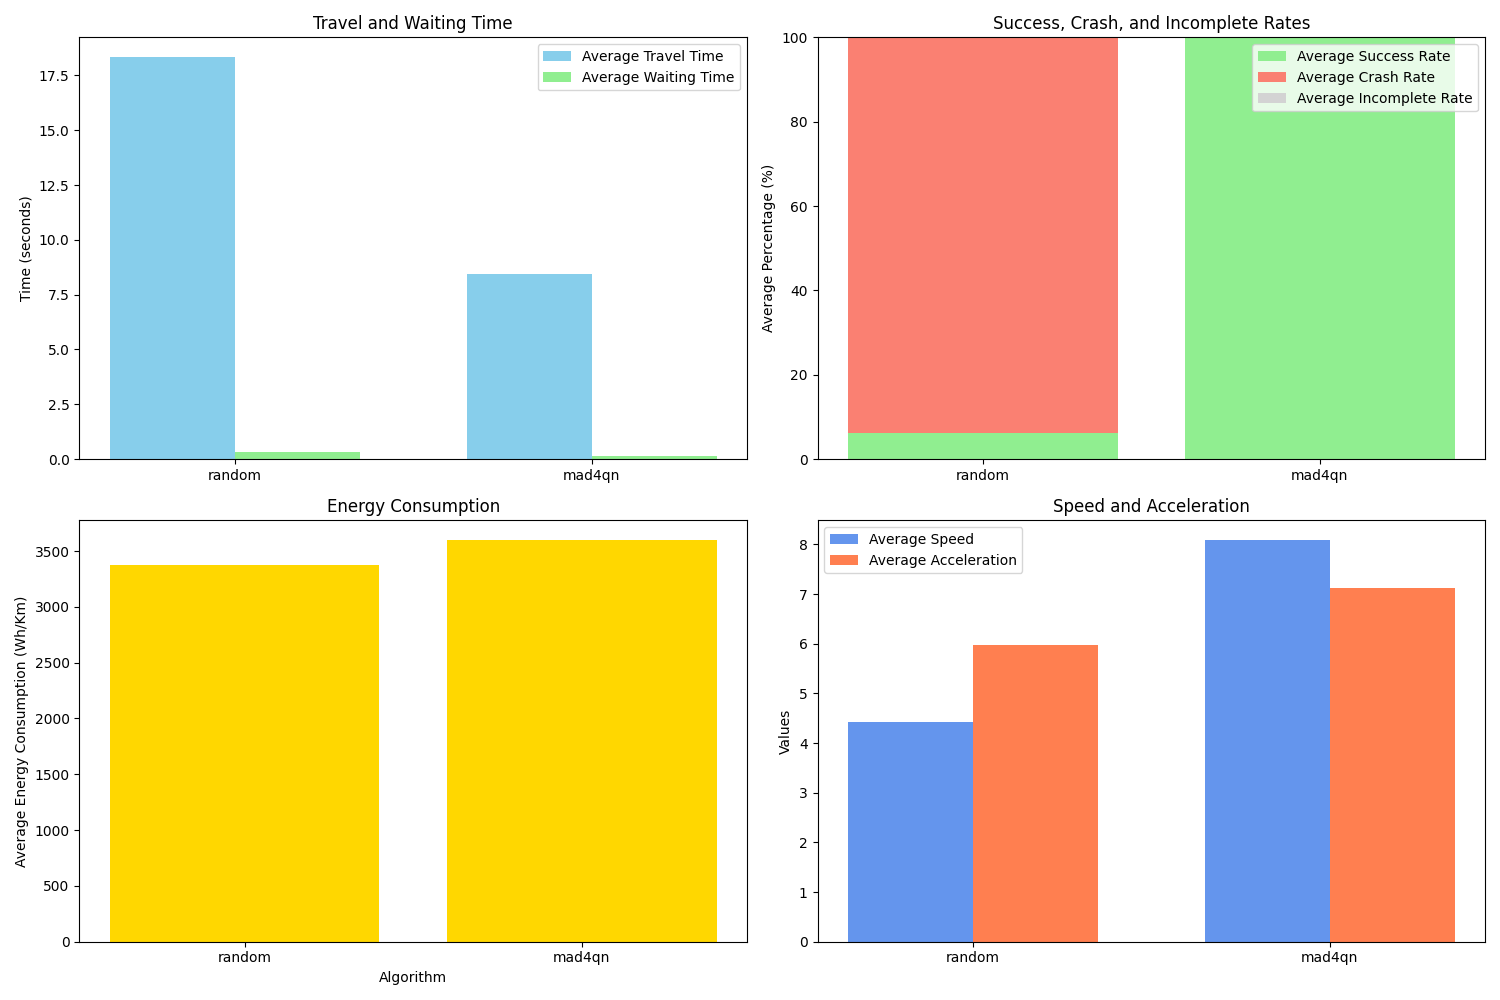 Travel and Waiting Time
Average Travel Time
Average Waiting Time
Time (seconds)
17.5
15.0
12.5
10.0
7.5
5.0
2.5
0.0
random
mad4qn
Success, Crash, and Incomplete Rates
Average Success Rate
Average Crash Rate
Average Incomplete Rate
Average Percentage (%)
100
80
60
40
20
0
random
mad4qn
Energy Consumption
Average Energy Consumption (Wh/Km)
3500
3000
2500
2000
1500
1000
500
0
random
mad4qn
Algorithm
Speed and Acceleration
Average Speed
Average Acceleration
Values
8
7
6
5
4
3
2
1
0
random
mad4qn